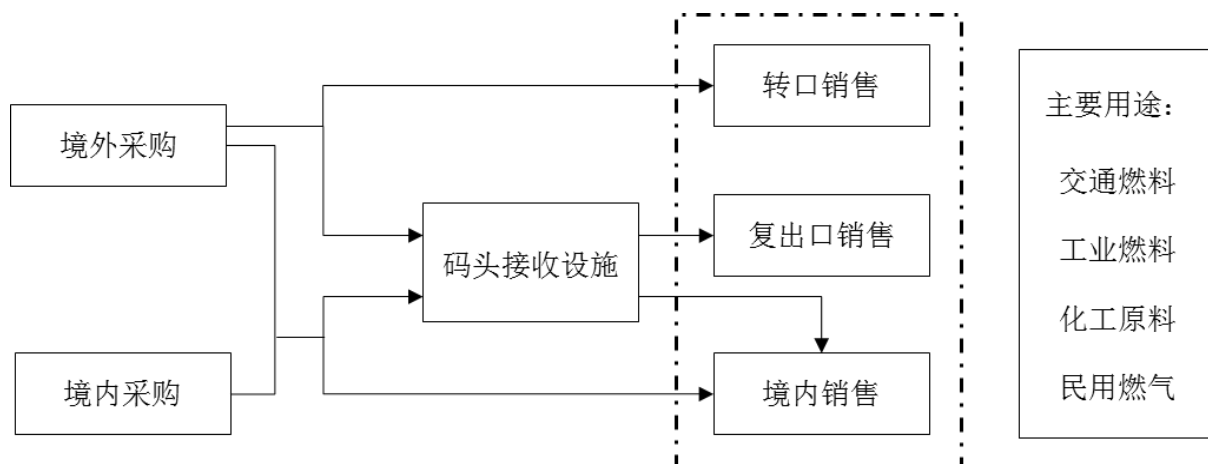 转口销售
境外采购
复出口销售
码头接收设施
境内采购
境内销售
主要用途：
交通燃料
工业燃料
化工原料
民用燃气